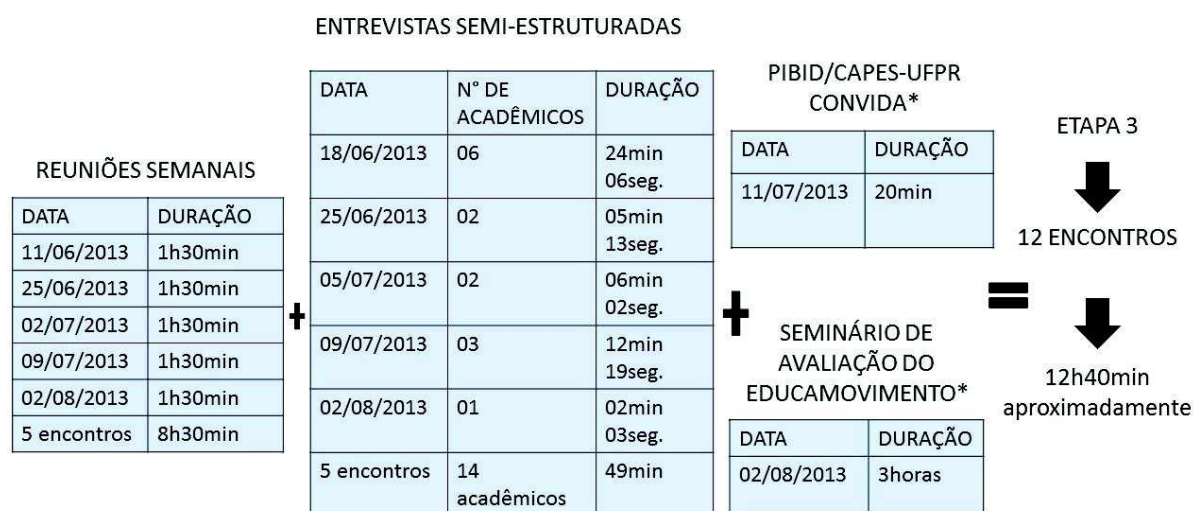 ENTREVISTAS SEMI-ESTRUTURADAS
REUNIÕES SEMANAIS
DATA DURAÇÃO
11/06/2013 1h30min
25/06/2013 1h30min
02/07/2013 1h30min
09/07/2013 1h30min
02/08/2013 1h30min
5 encontros 8h30min
+
DATA N° DE DURAÇÃO
ACADÊMICOS
18/06/2013 06 24min
06seg.
25/06/2013 02 05min
13seg.
05/07/2013 02 06min
02seg.
09/07/2013 03 12min
19seg.
02/08/2013 01 02min
03seg.
5 encontros 14 49min
acadêmicos
+
PIBID/CAPES-UFPR
CONVIDA*
DATA DURAÇÃO
11/07/2013 20min
SEMINÁRIO DE
AVALIAÇÃO DO
EDUCAMOVIMENTO*
DATA DURAÇÃO
02/08/2013 3horas
=
ETAPA 3
12 ENCONTROS
12h40min
aproximadamente